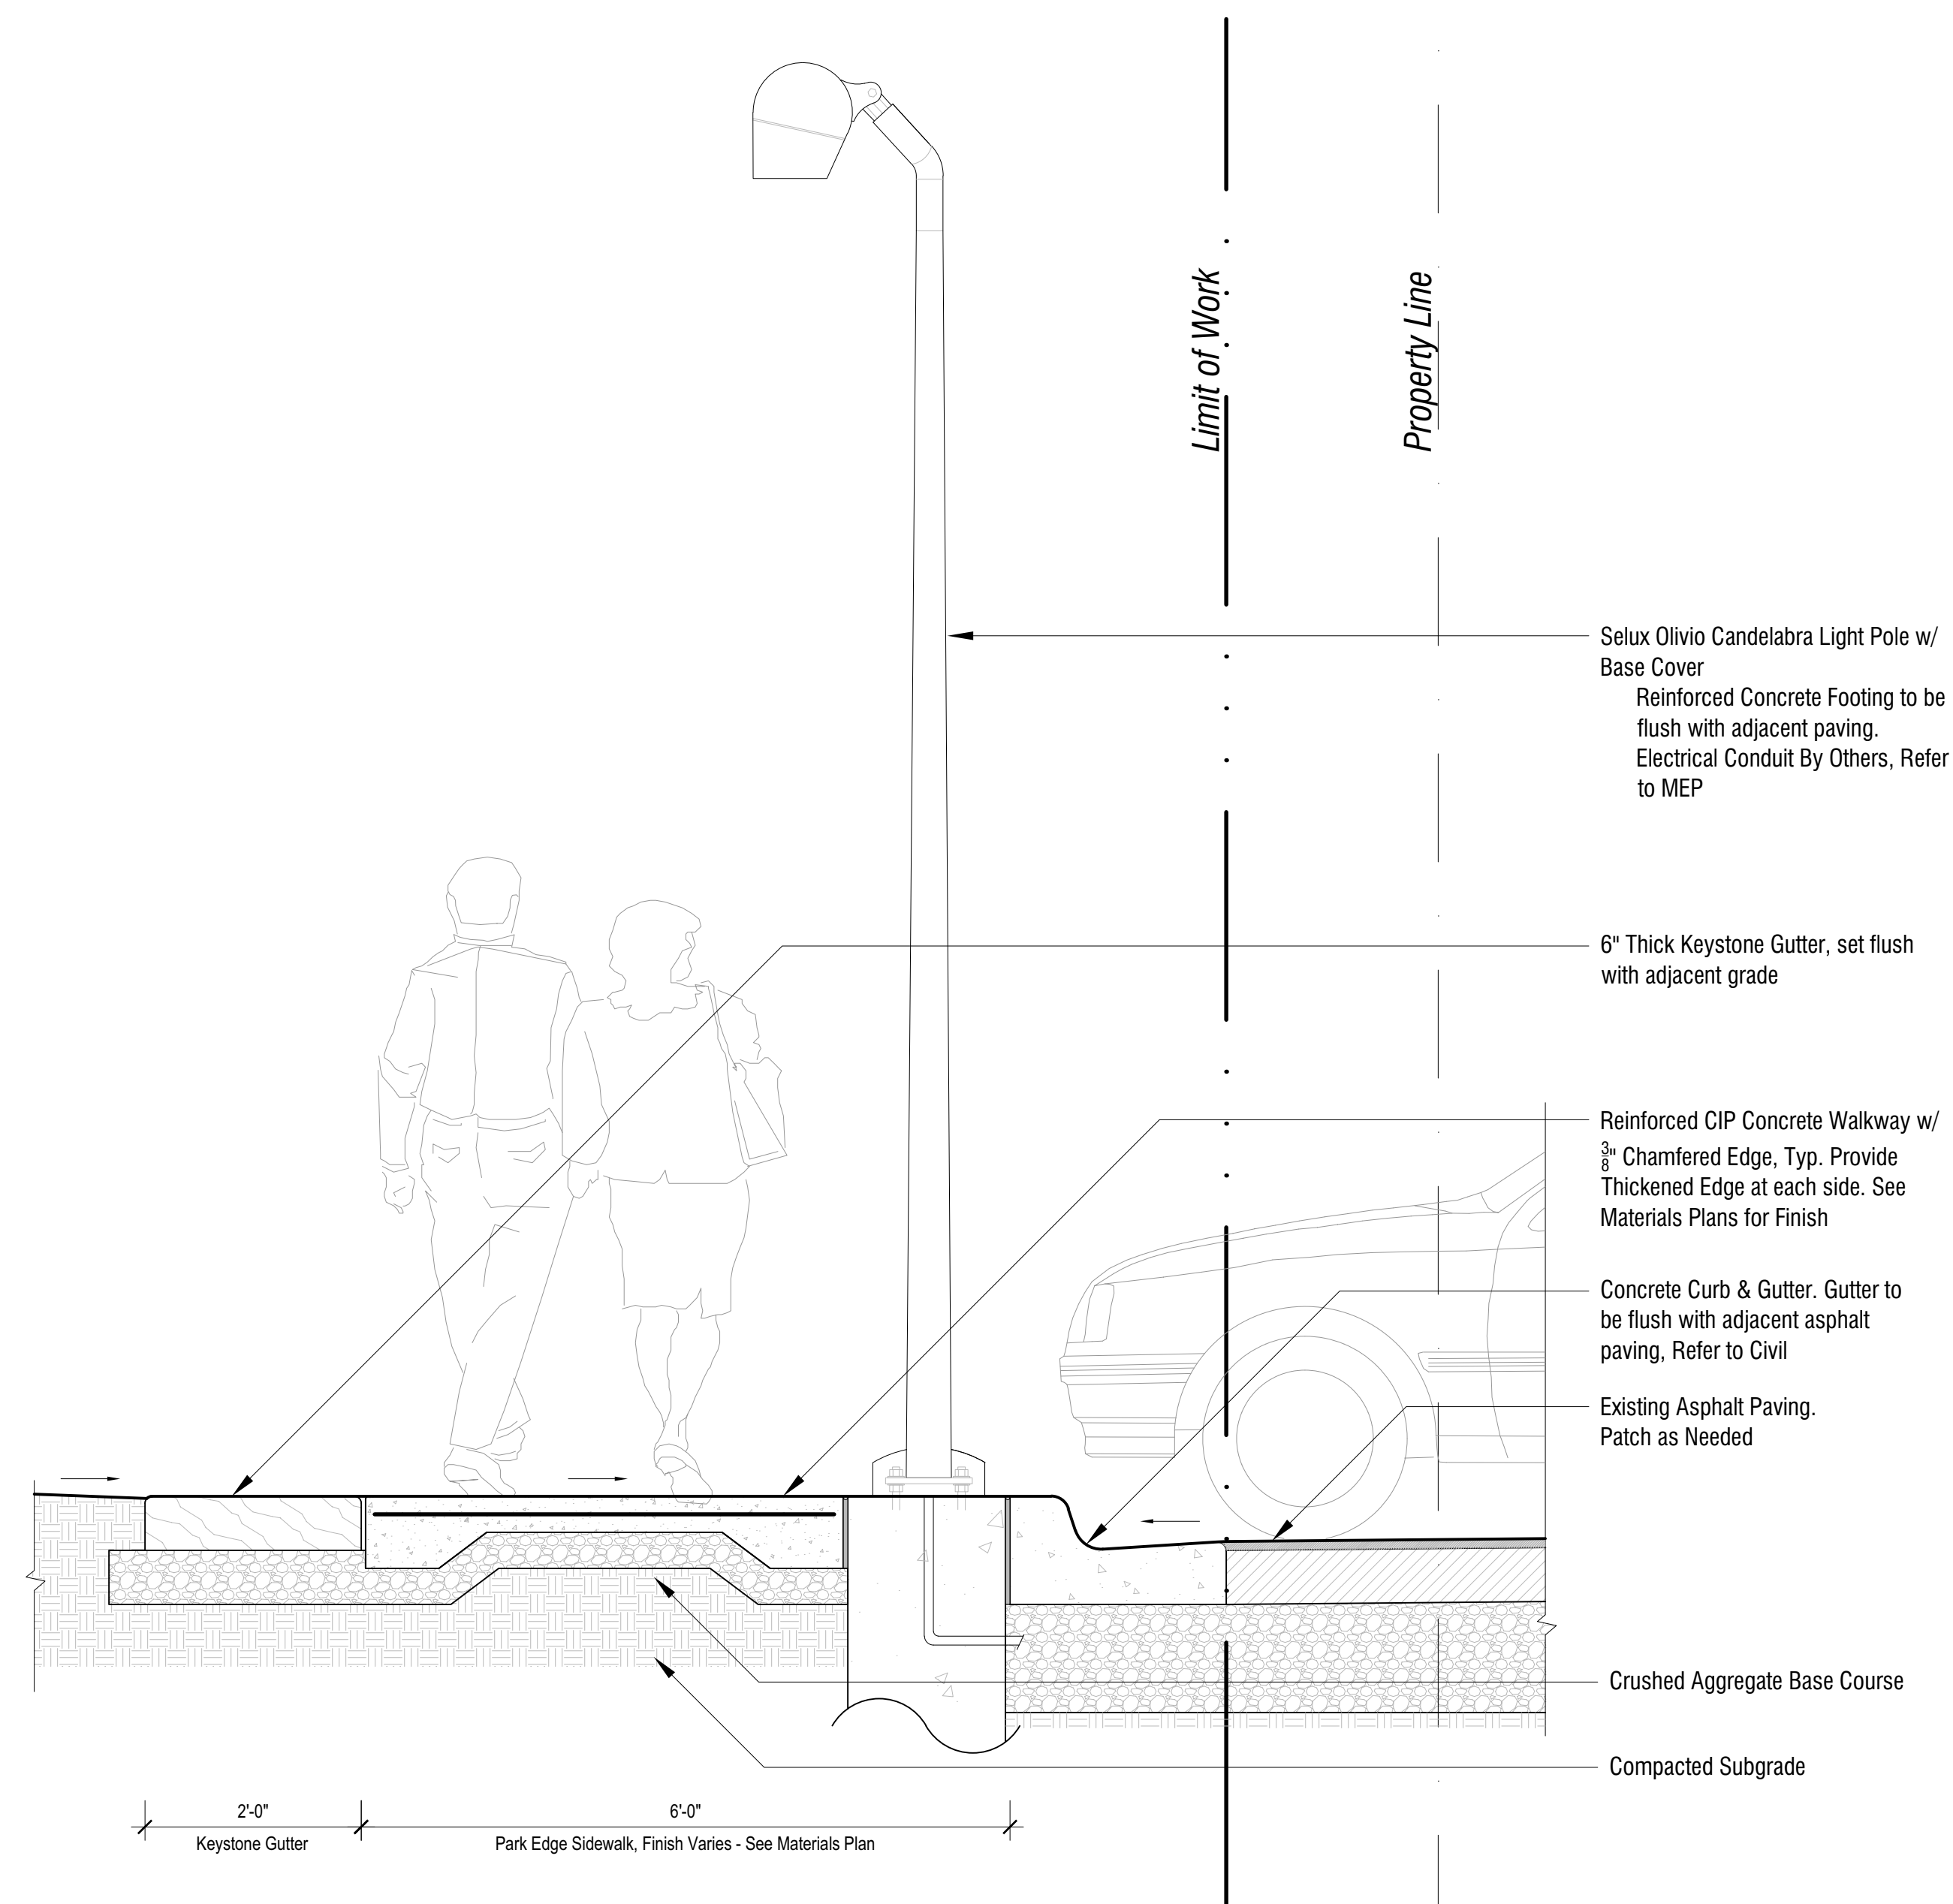 Limit of Work
Property Line
Selux Olivio Candelabra Light Pole w/
Base Cover
Reinforced Concrete Footing to be
flush with adjacent paving.
Electrical Conduit By Others, Refer
to MEP
6" Thick Keystone Gutter, set flush
with adjacent grade
Reinforced CIP Concrete Walkway w/
3/8" Chamfered Edge, Typ. Provide
Thickened Edge at each side. See
Materials Plans for Finish
Concrete Curb & Gutter. Gutter to
be flush with adjacent asphalt
paving, Refer to Civil
Existing Asphalt Paving.
Patch as Needed
Crushed Aggregate Base Course
Compacted Subgrade
2'-0"
Keystone Gutter
6'-0"
Park Edge Sidewalk, Finish Varies - See Materials Plan